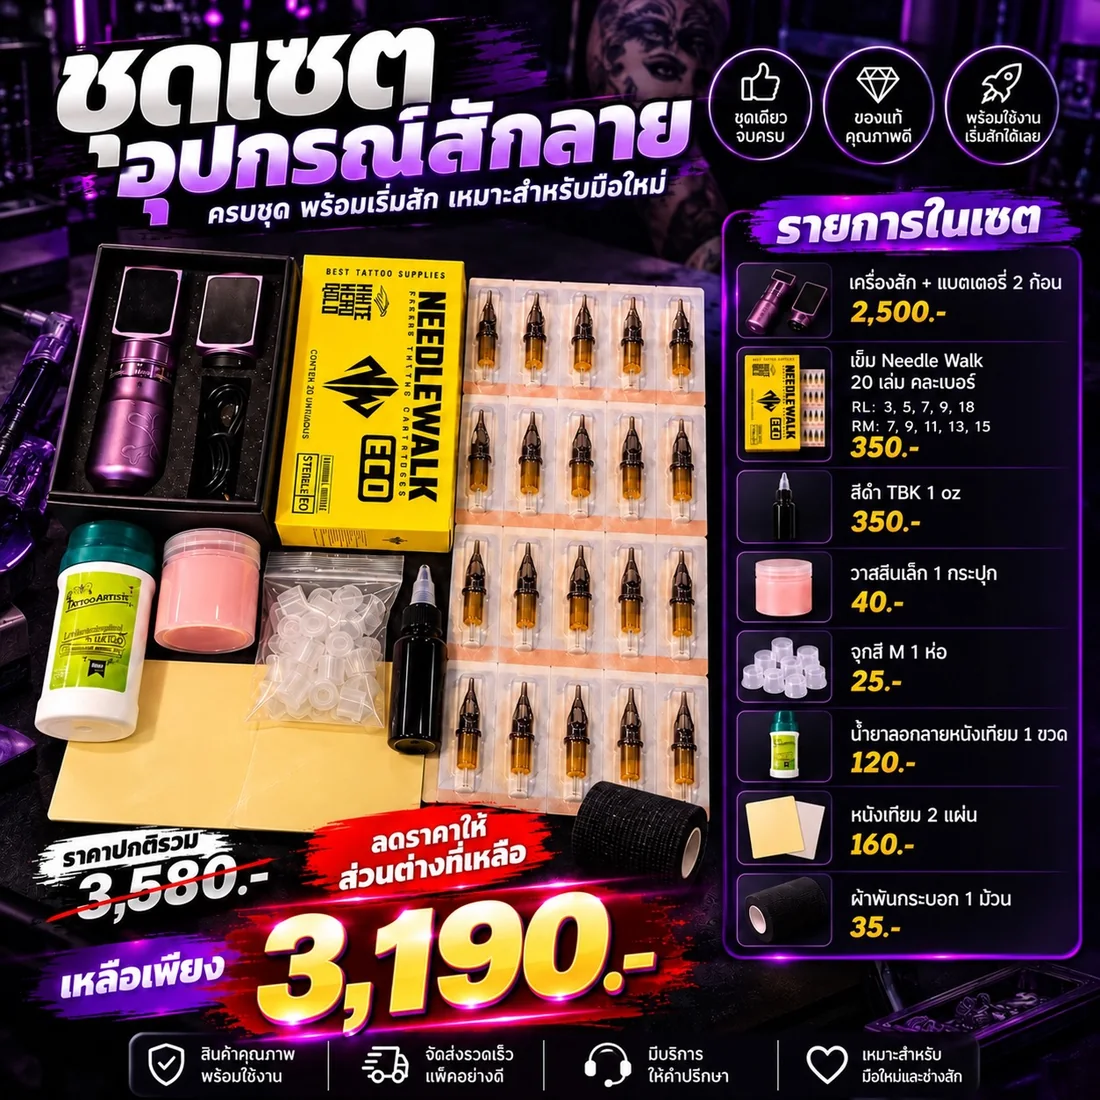 ชุดเซต
อุปกรณ์สักลาย
ครบชุด พร้อมเริ่มสัก เหมาะสำหรับมือใหม่
ชุดเดียว
จบครบ
ของแท้
คุณภาพดี
พร้อมใช้งาน
เริ่มสักได้เลย
รายการในเซต
เครื่องสัก + แบตเตอรี่ 2 ก้อน
2,500.-
เข็ม Needle Walk
20 เล่ม คละเบอร์
RL: 3, 5, 7, 9, 18
RM: 7, 9, 11, 13, 15
350.-
สีดำ TBK 1 oz
350.-
วาสสีนเล็ก 1 กระปุก
40.-
จุกสี M 1 ห่อ
25.-
น้ำยาลอกลายหนังเทียม 1 ขวด
120.-
หนังเทียม 2 แผ่น
160.-
ผ้าพันกระบอก 1 ม้วน
35.-
BEST TATTOO SUPPLIES
NEEDLEWALK
ECO
TATTOO ARTIST
ราคาปกติรวม
3,580.-
ลดราคาให้
ส่วนต่างที่เหลือ
เหลือเพียง
3,190.-
สินค้าคุณภาพ
พร้อมใช้งาน
จัดส่งรวดเร็ว
แพ็คอย่างดี
มีบริการ
ให้คำปรึกษา
เหมาะสำหรับ
มือใหม่และช่างสัก